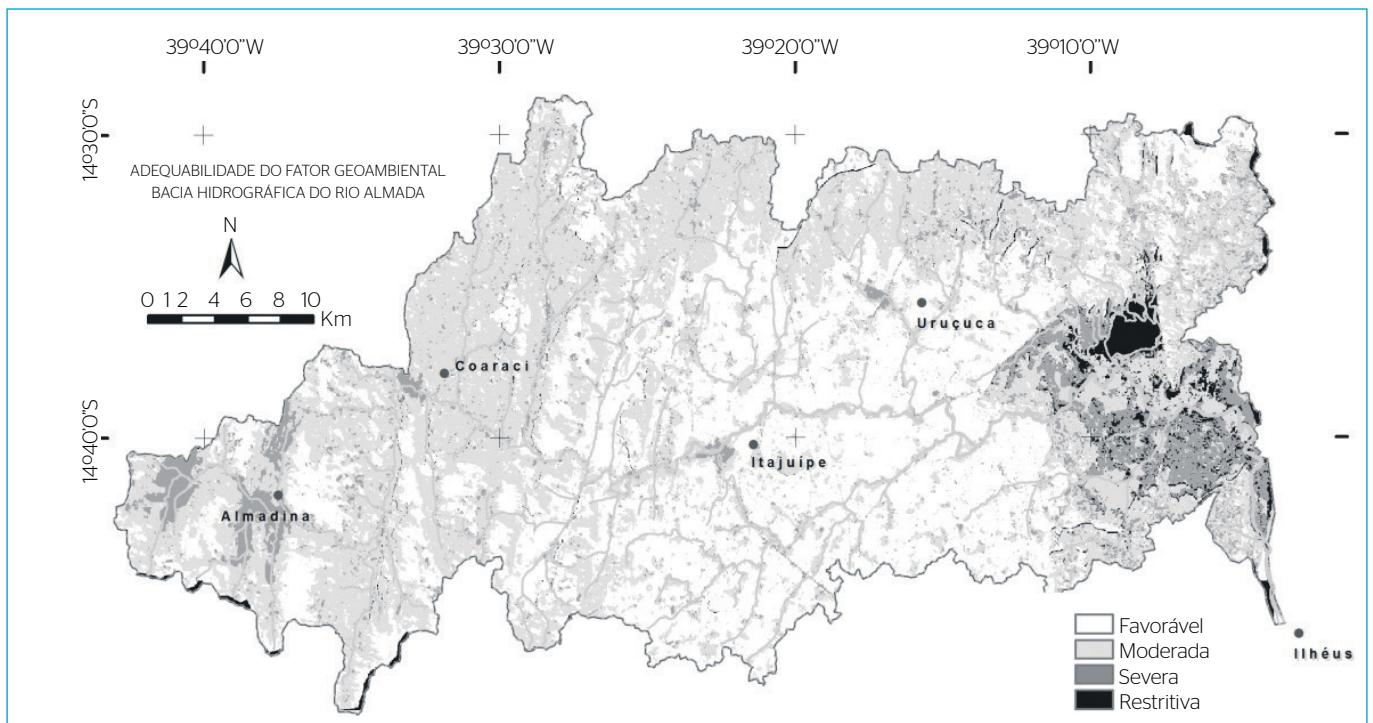 39º40'0"W 39º30'0"W 39º20'0"W 39º10'0"W
14º30'0"S
ADEQUABILIDADE DO FATOR GEOAMBIENTAL
BACIA HIDROGRÁFICA DO RIO ALMADA
N
0 1 2 4 6 8 10
Km
Uruçuca
Coaraci
14º40'0"S
Itajuípe
Almadina
Favorável
Moderada
Severa
Restritiva
Ilhéus